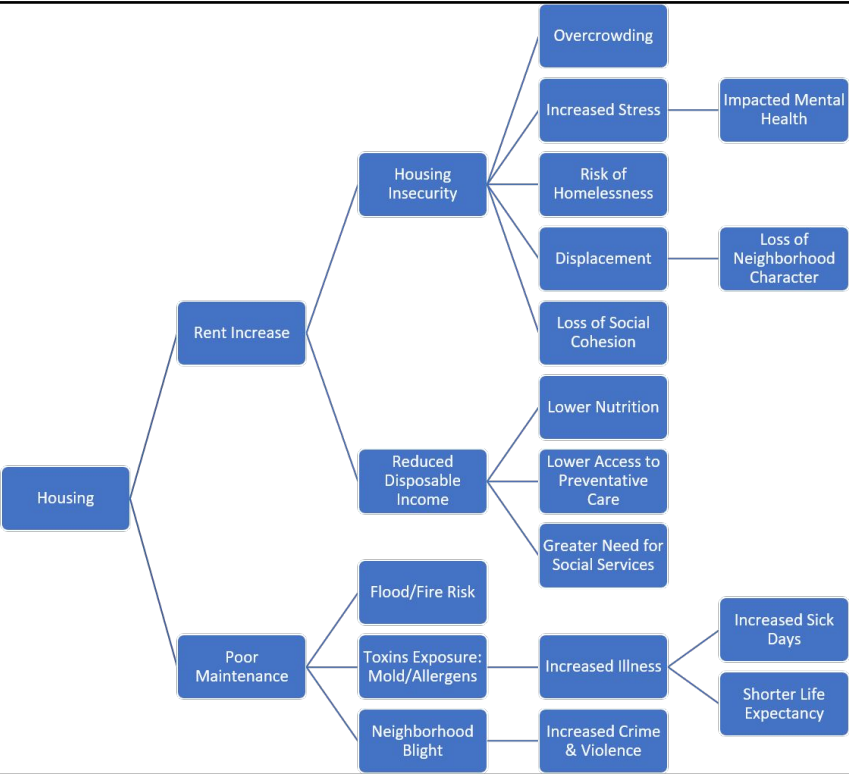 Overcrowding
Increased Stress
Impacted Mental
Health
Housing
Insecurity
Risk of
Homelessness
Displacement
Loss of
Neighborhood
Character
Rent Increase
Loss of Social
Cohesion
Lower Nutrition
Reduced
Disposable
Income
Lower Access to
Preventative
Care
Housing
Greater Need for
Social Services
Flood/Fire Risk
Poor
Maintenance
Toxins Exposure:
Mold/Allergens
Increased Illness
Increased Sick
Days
Shorter Life
Expectancy
Neighborhood
Blight
Increased Crime
& Violence